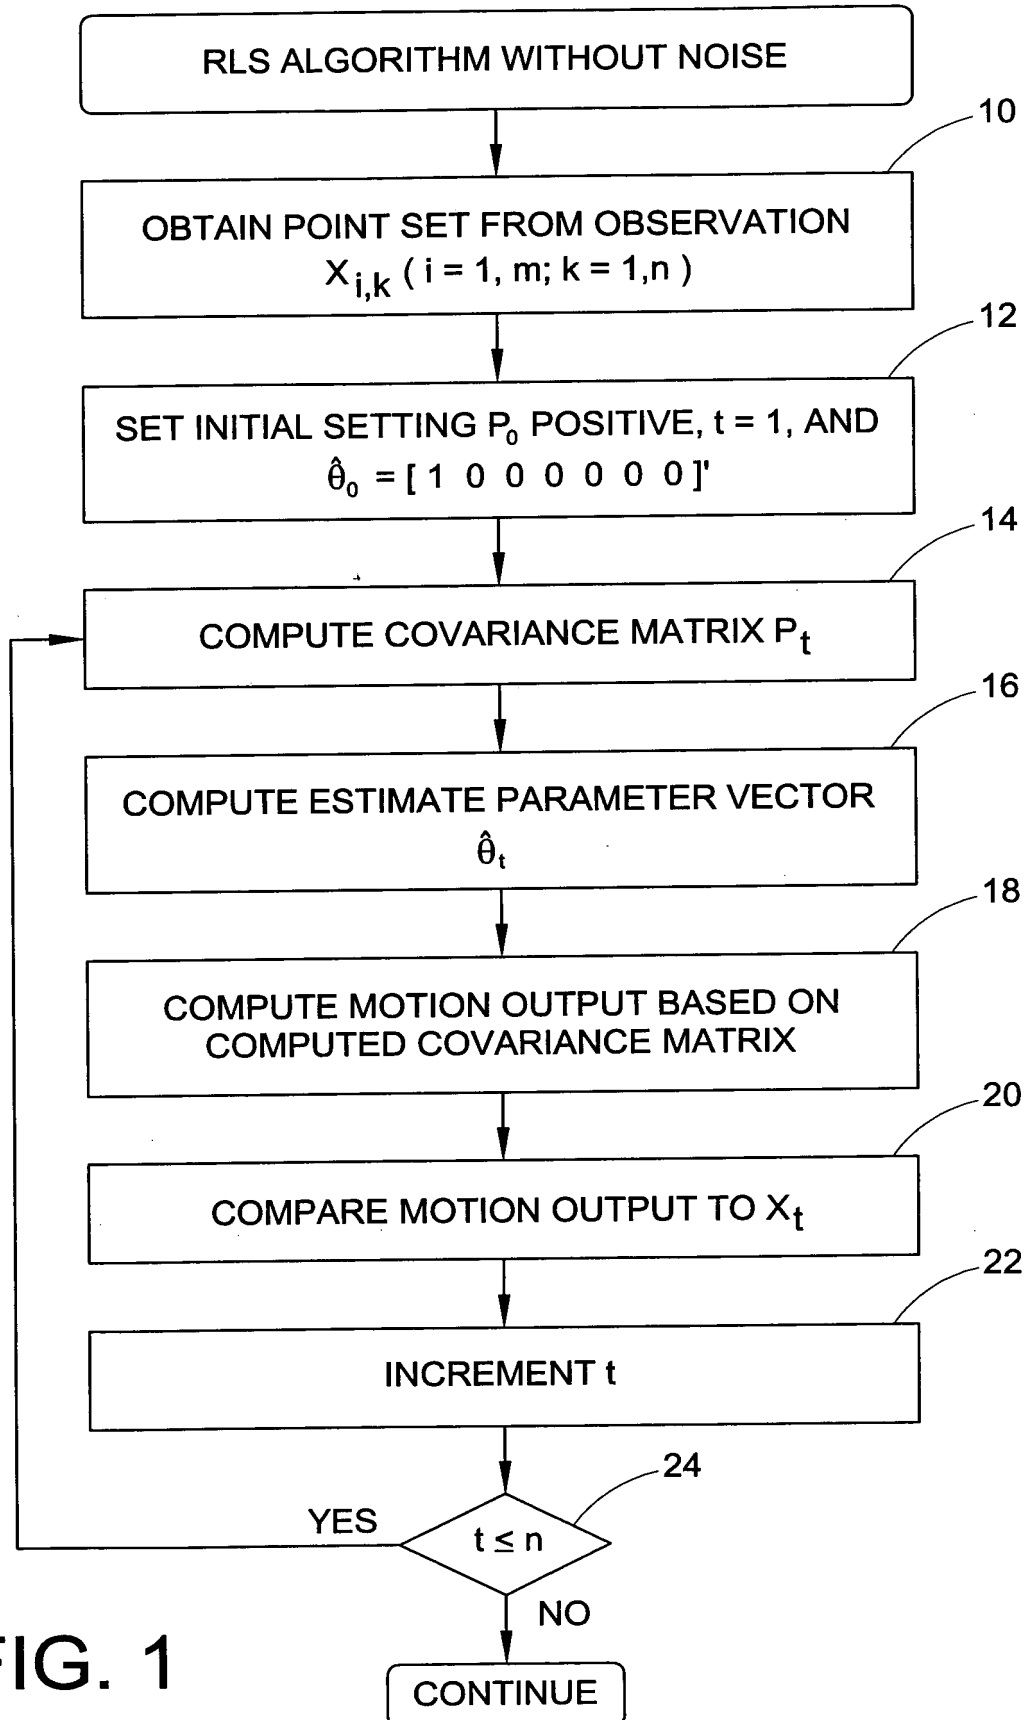 RLS ALGORITHM WITHOUT NOISE
10
OBTAIN POINT SET FROM OBSERVATION
X i,k ( i = 1, m; k = 1,n )
12
SET INITIAL SETTING P₀ POSITIVE, t = 1, AND
θ̂₀ = [ 1 0 0 0 0 0 0 ]'
14
COMPUTE COVARIANCE MATRIX Pt
16
COMPUTE ESTIMATE PARAMETER VECTOR
θ̂t
18
COMPUTE MOTION OUTPUT BASED ON
COMPUTED COVARIANCE MATRIX
20
COMPARE MOTION OUTPUT TO Xt
22
INCREMENT t
24
YES
t ≤ n
NO
FIG. 1
CONTINUE